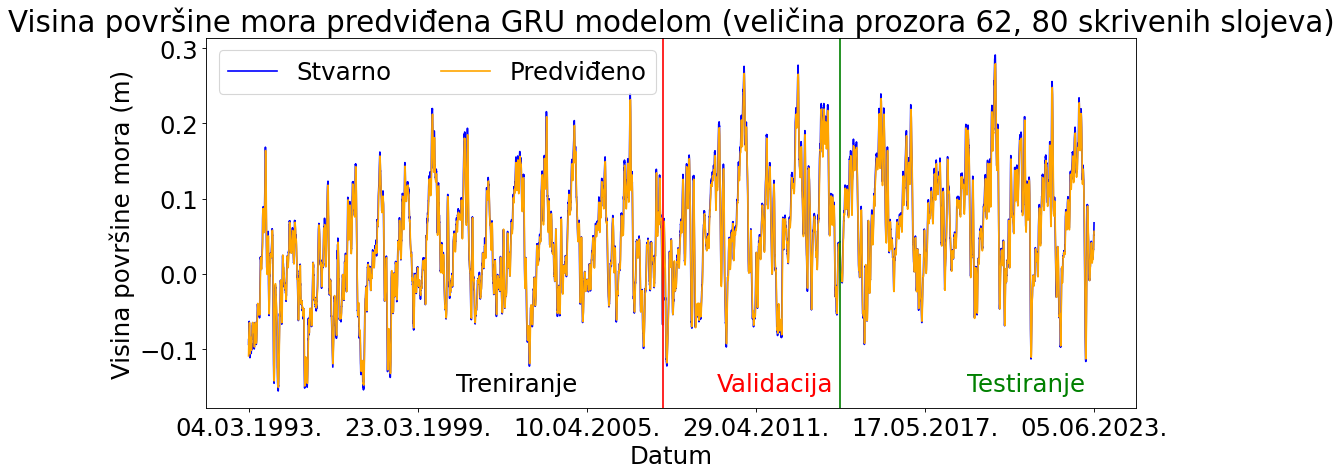 Visina površine mora predviđena GRU modelom (veličina prozora 62, 80 skrivenih slojeva)
Stvarno Predviđeno
Visina površine mora (m)
0.3
0.2
0.1
0.0
−0.1
Treniranje Validacija Testiranje
04.03.1993. 23.03.1999. 10.04.2005. 29.04.2011. 17.05.2017. 05.06.2023.
Datum